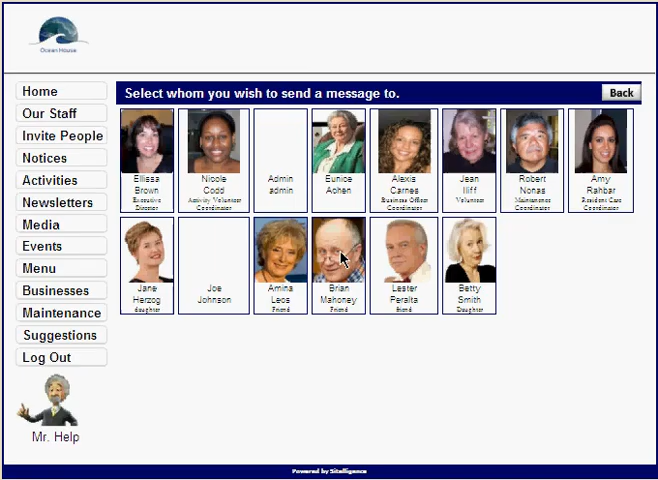 Ocean House
Select whom you wish to send a message to.
Back
Home
Our Staff
Invite People
Notices
Activities
Newsletters
Media
Events
Menu
Businesses
Maintenance
Suggestions
Log Out
Mr. Help
Elissa
Brown
Executive
Director
Nicole
Codd
Activity Volunteer
Coordinator
Admin
admin
Eunice
Achen
Alexis
Carnes
Business Officer
Coordinator
Jean
Iliff
Volunteer
Robert
Nonas
Maintenance
Coordinator
Amy
Rahbar
Resident Care
Coordinator
Jane
Herzog
daughter
Joe
Johnson
Amina
Leos
Friend
Brian
Mahoney
Friend
Lester
Peralta
friend
Betty
Smith
Daughter
Powered by Sitelligence